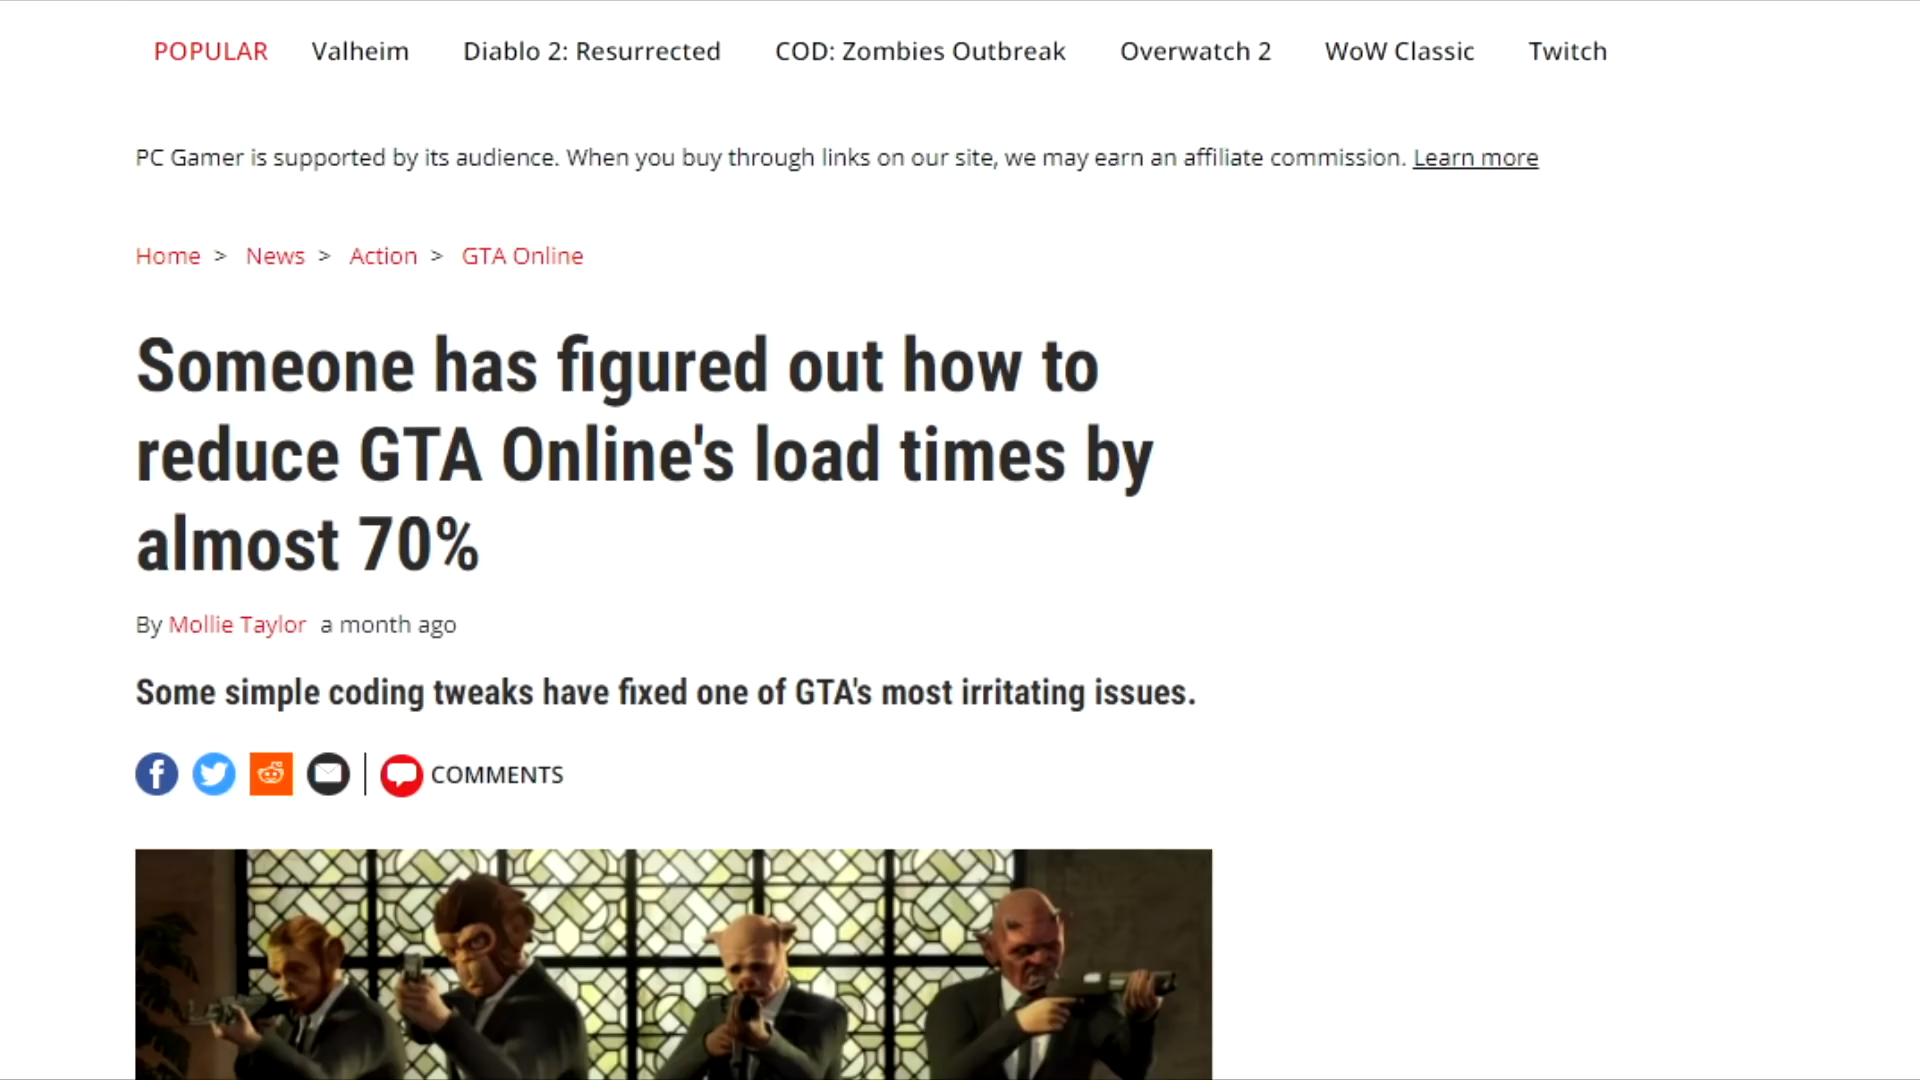 POPULAR Valheim Diablo 2: Resurrected COD: Zombies Outbreak Overwatch 2 WoW Classic Twitch
PC Gamer is supported by its audience. When you buy through links on our site, we may earn an affiliate commission. Learn more
Home > News > Action > GTA Online
Someone has figured out how to
reduce GTA Online's load times by
almost 70%
By Mollie Taylor a month ago
Some simple coding tweaks have fixed one of GTA's most irritating issues.
COMMENTS